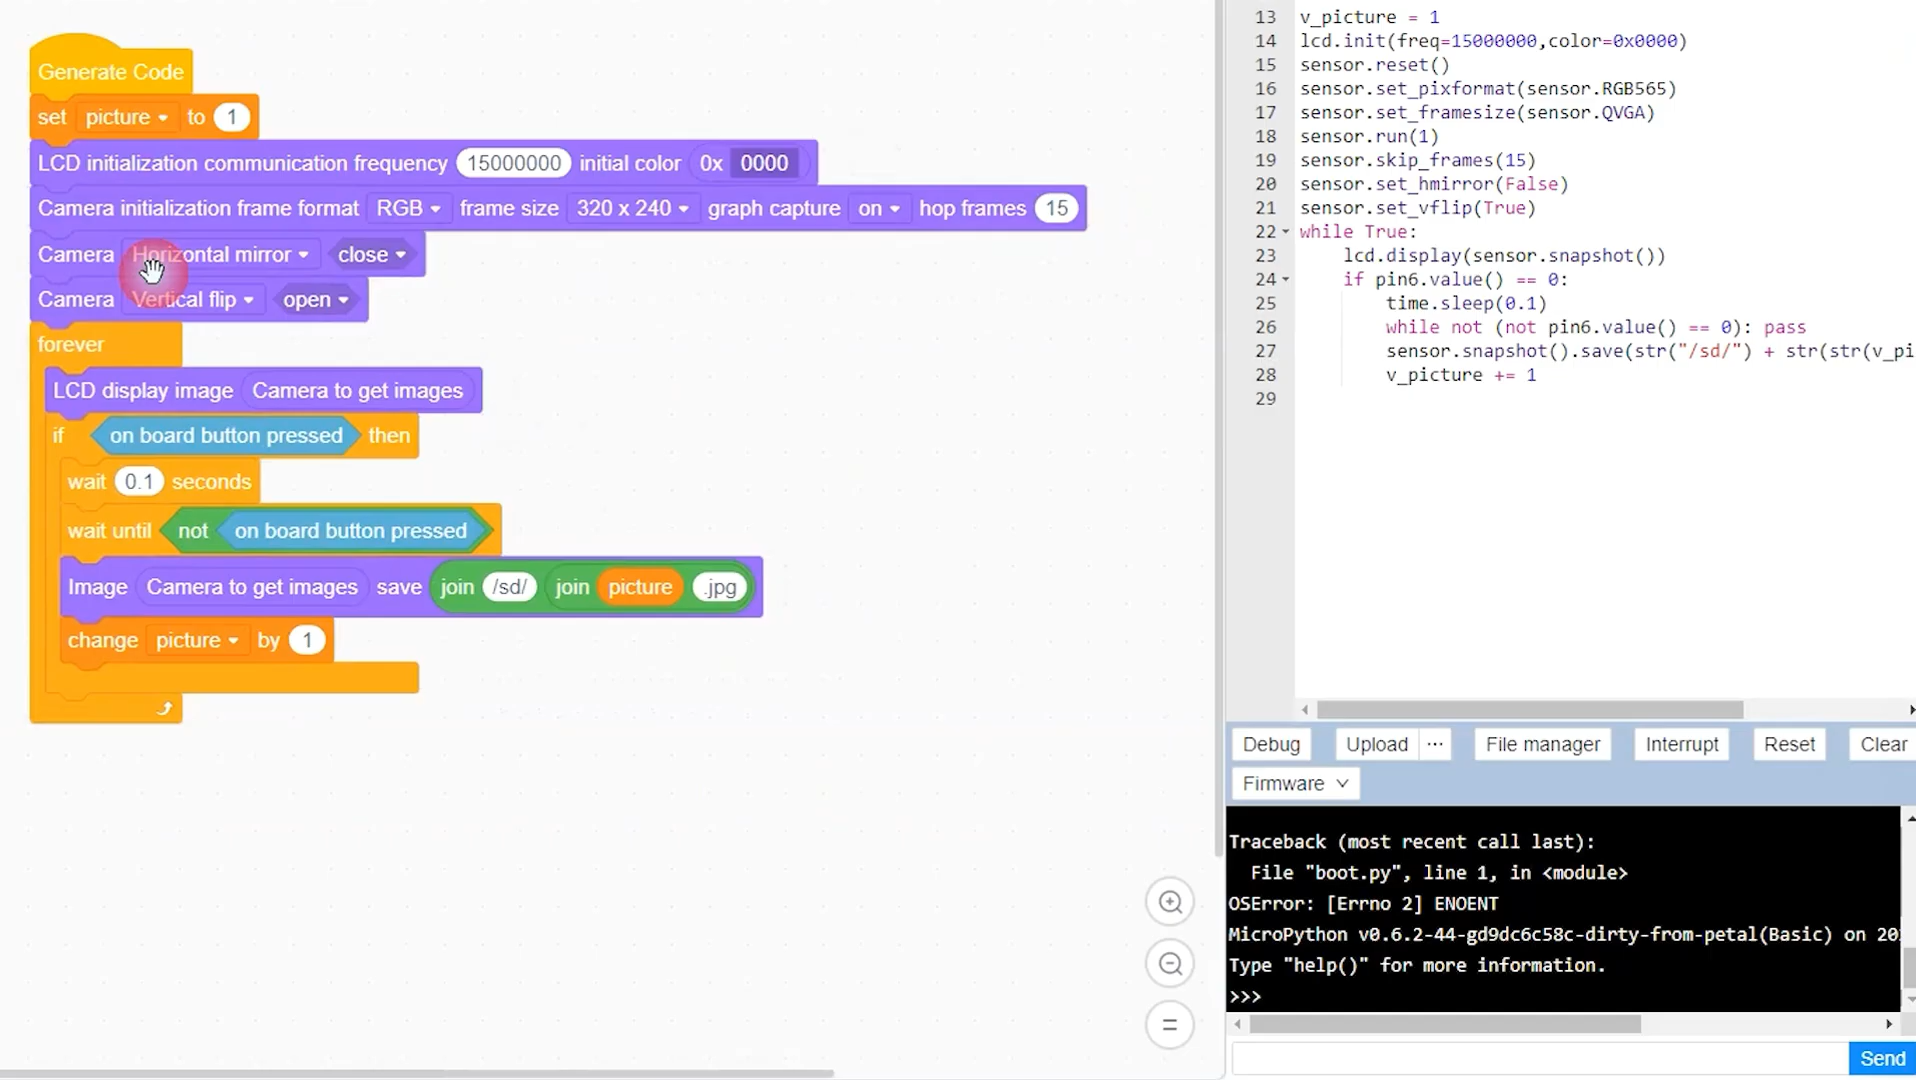 Generate Code
set picture to 1
LCD initialization communication frequency 15000000 initial color 0x 0000
Camera initialization frame format RGB frame size 320 x 240 graph capture on hop frames 15
Camera Horizontal mirror close
Camera Vertical flip open
forever
LCD display image Camera to get images
if on board button pressed then
wait 0.1 seconds
wait until not on board button pressed
Image Camera to get images save join /sd/ join picture .jpg
change picture by 1
13 v_picture = 1
14 lcd.init(freq=15000000,color=0x0000)
15 sensor.reset()
16 sensor.set_pixformat(sensor.RGB565)
17 sensor.set_framesize(sensor.QVGA)
18 sensor.run(1)
19 sensor.skip_frames(15)
20 sensor.set_hmirror(False)
21 sensor.set_vflip(True)
22 while True:
23 lcd.display(sensor.snapshot())
24 if pin6.value() == 0:
25 time.sleep(0.1)
26 while not (not pin6.value() == 0): pass
27 sensor.snapshot().save(str("/sd/") + str(str(v_pi
28 v_picture += 1
29
Debug Upload ... File manager Interrupt Reset Clear
Firmware
Traceback (most recent call last):
File "boot.py", line 1, in <module>
OSError: [Errno 2] ENOENT
MicroPython v0.6.2-44-gd9dc6c58c-dirty-from-petal(Basic) on 20
Type "help()" for more information.
>>>
Send